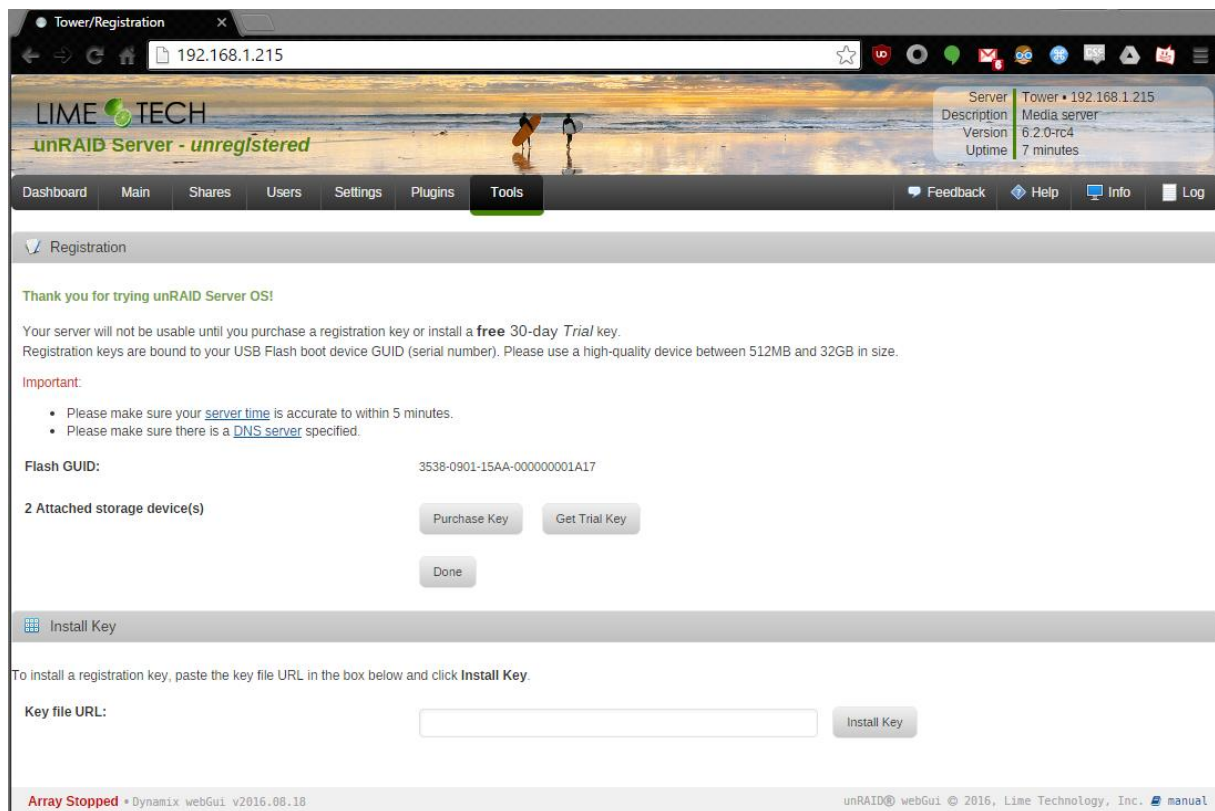 Tower/Registration
192.168.1.215
6
LIME TECH
unRAID Server - unregistered
Server Tower • 192.168.1.215
Description Media server
Version 6.2.0-rc4
Uptime 7 minutes
Dashboard Main Shares Users Settings Plugins Tools Feedback Help Info Log
Registration
Thank you for trying unRAID Server OS!
Your server will not be usable until you purchase a registration key or install a free 30-day Trial key.
Registration keys are bound to your USB Flash boot device GUID (serial number). Please use a high-quality device between 512MB and 32GB in size.
Important:
• Please make sure your server time is accurate to within 5 minutes.
• Please make sure there is a DNS server specified.
Flash GUID: 3538-0901-15AA-000000001A17
2 Attached storage device(s) Purchase Key Get Trial Key
Done
Install Key
To install a registration key, paste the key file URL in the box below and click Install Key.
Key file URL: Install Key
Array Stopped • Dynamix webGui v2016.08.18 unRAID® webGui © 2016, Lime Technology, Inc. manual